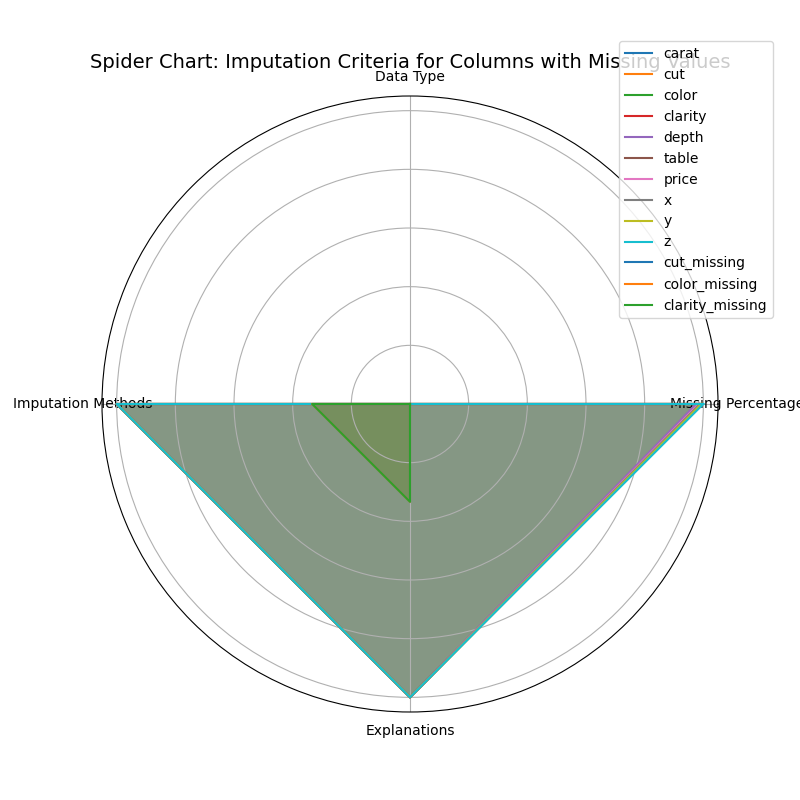 Spider Chart: Imputation Criteria for Columns with Missing Values
Data Type
carat
cut
color
clarity
depth
table
price
x
y
z
cut_missing
color_missing
clarity_missing
Imputation Methods
Missing Percentage
Explanations